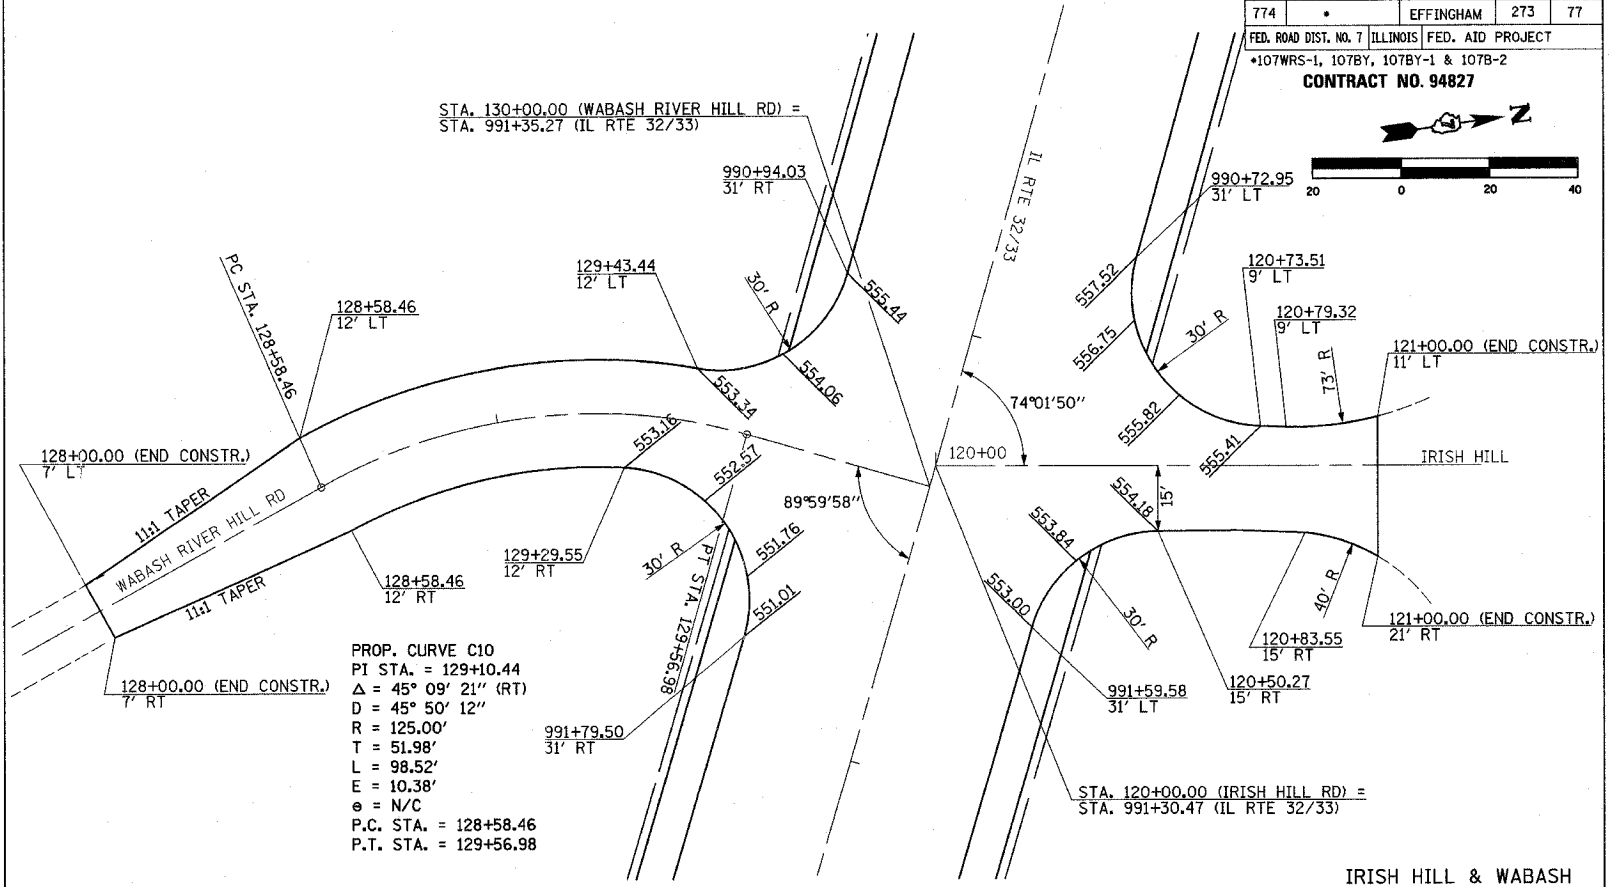 774 * EFFINGHAM 273 77
FED. ROAD DIST. NO. 7 ILLINOIS FED. AID PROJECT
*107WRS-1, 107BY, 107BY-1 & 107B-2
CONTRACT NO. 94827
N
20 0 20 40
STA. 130+00.00 (WABASH RIVER HILL RD) =
STA. 991+35.27 (IL RTE 32/33)
990+94.03
31' RT
IL RTE 32/33
990+72.95
31' LT
PC STA. 128+58.46
128+58.46
12' LT
129+43.44
12' LT
30' R
555.44
557.52
120+73.51
9' LT
120+79.32
9' LT
556.75
30' R
73' R
121+00.00 (END CONSTR.)
11' LT
553.34
554.06
74°01'50"
555.82
555.41
128+00.00 (END CONSTR.)
7' LT
553.16
552.57
120+00
IRISH HILL
11:1 TAPER
WABASH RIVER HILL RD
11:1 TAPER
89°59'58"
554.18
15'
553.84
129+29.55
12' RT
30' R
551.76
PT STA. 129+56.98
128+58.46
12' RT
551.01
553.00
30' R
40' R
121+00.00 (END CONSTR.)
21' RT
120+83.55
15' RT
128+00.00 (END CONSTR.)
7' RT
991+59.58
31' LT
120+50.27
15' RT
991+79.50
31' RT
PROP. CURVE C10
PI STA. = 129+10.44
Δ = 45° 09' 21" (RT)
D = 45° 50' 12"
R = 125.00'
T = 51.98'
L = 98.52'
E = 10.38'
e = N/C
P.C. STA. = 128+58.46
P.T. STA. = 129+56.98
STA. 120+00.00 (IRISH HILL RD) =
STA. 991+30.47 (IL RTE 32/33)
IRISH HILL & WABASH